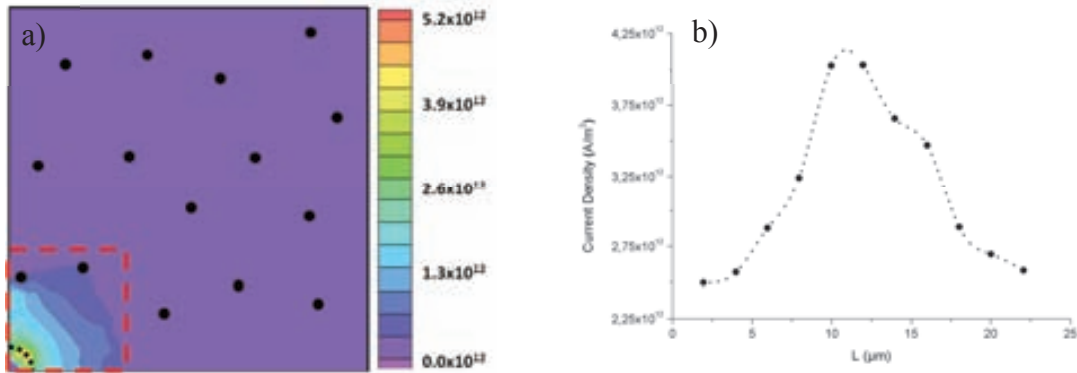 a)
5.2x10¹²
3.9x10¹²
2.6x10¹²
1.3x10¹²
0.0x10¹²
b)
4,25x10¹²
3,75x10¹²
3,25x10¹²
2,75x10¹²
2,25x10¹²
Current Density (A/m²)
0 5 10 15 20 25
L (µm)